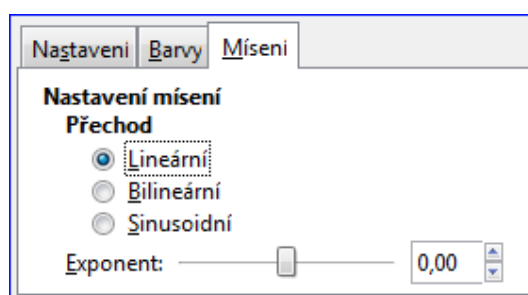 Nastaveni Barvy Míseni
Nastavení mísení
Přechod
Lineární
Bilineární
Sinusoidní
Exponent: 0,00